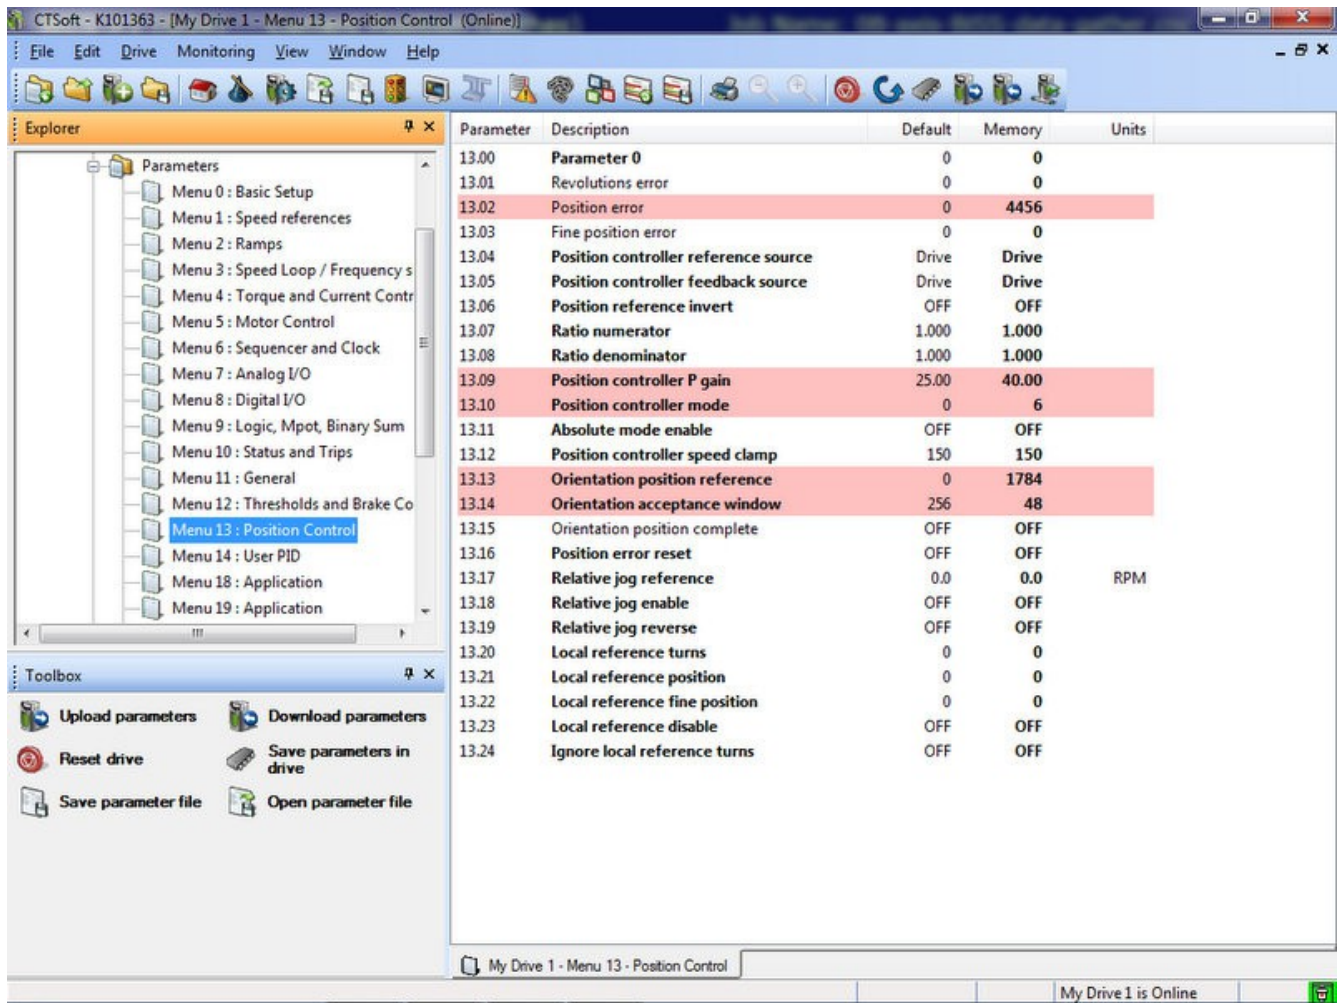 CTSoft - K101363 - [My Drive 1 - Menu 13 - Position Control (Online)]
File Edit Drive Monitoring View Window Help
Explorer
Parameters
Menu 0 : Basic Setup
Menu 1 : Speed references
Menu 2 : Ramps
Menu 3 : Speed Loop / Frequency s
Menu 4 : Torque and Current Contr
Menu 5 : Motor Control
Menu 6 : Sequencer and Clock
Menu 7 : Analog I/O
Menu 8 : Digital I/O
Menu 9 : Logic, Mpot, Binary Sum
Menu 10 : Status and Trips
Menu 11 : General
Menu 12 : Thresholds and Brake Co
Menu 13 : Position Control
Menu 14 : User PID
Menu 18 : Application
Menu 19 : Application
Toolbox
Upload parameters Download parameters
Reset drive Save parameters in drive
Save parameter file Open parameter file
Parameter Description Default Memory Units
13.00 Parameter 0 0 0
13.01 Revolutions error 0 0
13.02 Position error 0 4456
13.03 Fine position error 0 0
13.04 Position controller reference source Drive Drive
13.05 Position controller feedback source Drive Drive
13.06 Position reference invert OFF OFF
13.07 Ratio numerator 1.000 1.000
13.08 Ratio denominator 1.000 1.000
13.09 Position controller P gain 25.00 40.00
13.10 Position controller mode 0 6
13.11 Absolute mode enable OFF OFF
13.12 Position controller speed clamp 150 150
13.13 Orientation position reference 0 1784
13.14 Orientation acceptance window 256 48
13.15 Orientation position complete OFF OFF
13.16 Position error reset OFF OFF
13.17 Relative jog reference 0.0 0.0 RPM
13.18 Relative jog enable OFF OFF
13.19 Relative jog reverse OFF OFF
13.20 Local reference turns 0 0
13.21 Local reference position 0 0
13.22 Local reference fine position 0 0
13.23 Local reference disable OFF OFF
13.24 Ignore local reference turns OFF OFF
My Drive 1 - Menu 13 - Position Control
My Drive 1 is Online